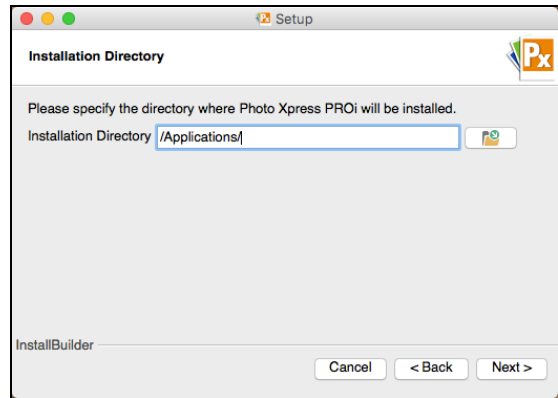 Setup
Installation Directory
Px
Please specify the directory where Photo Xpress PROi will be installed.
Installation Directory /Applications/
InstallBuilder
Cancel < Back Next >